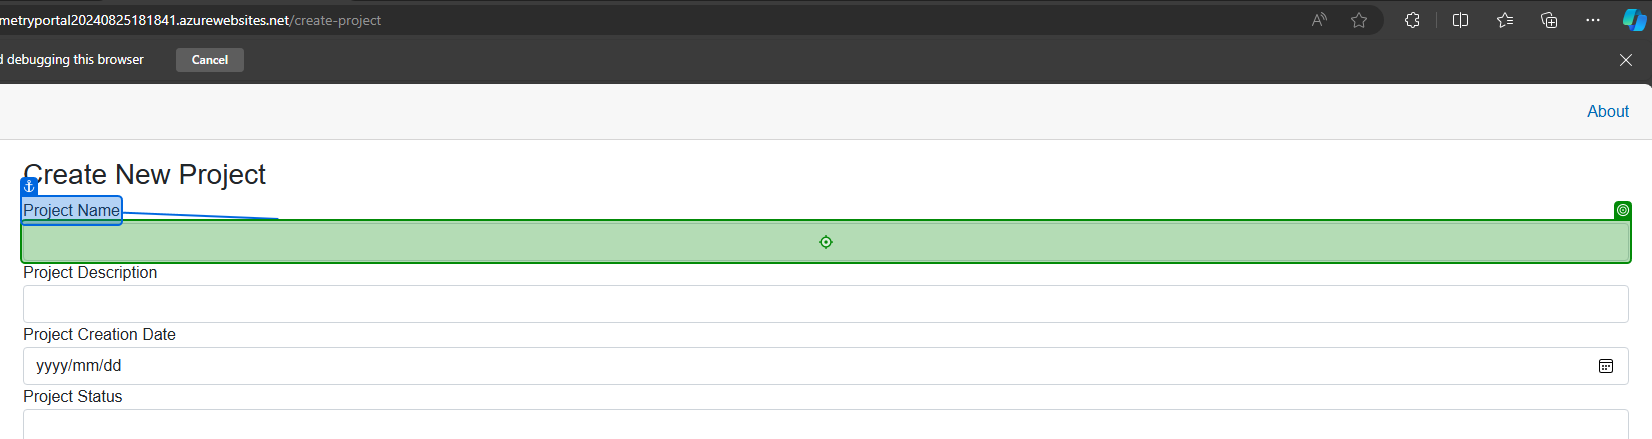 metryportal20240825181841.azurewebsites.net/create-project
debugging this browser Cancel
About
Create New Project
Project Name
Project Description
Project Creation Date
yyyy/mm/dd
Project Status